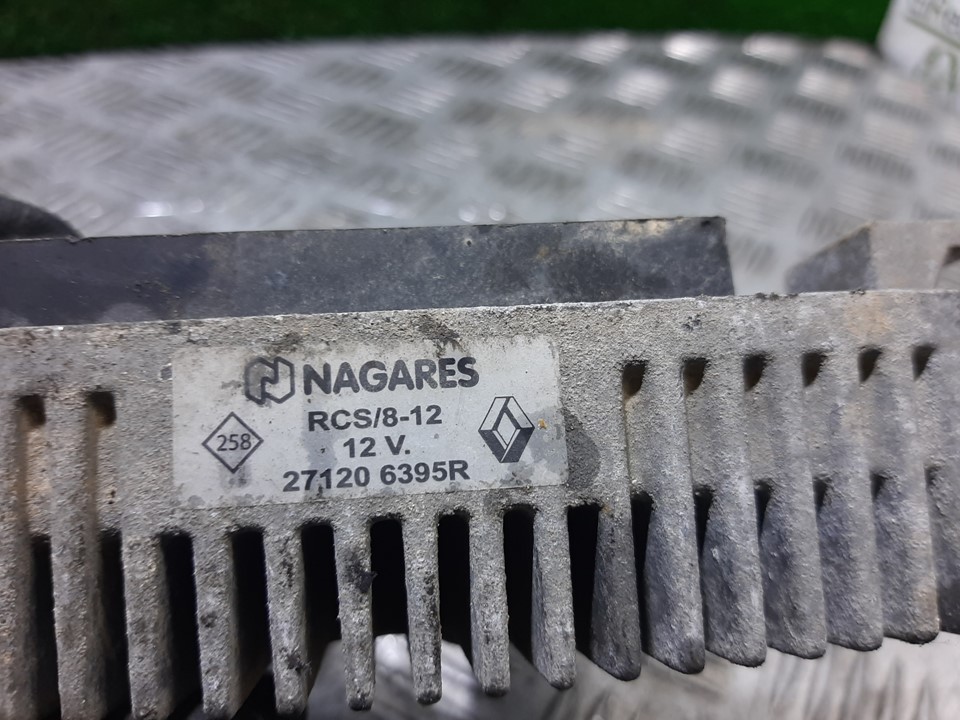 NAGARES
RCS/8-12
258
12 V.
27120 6395R